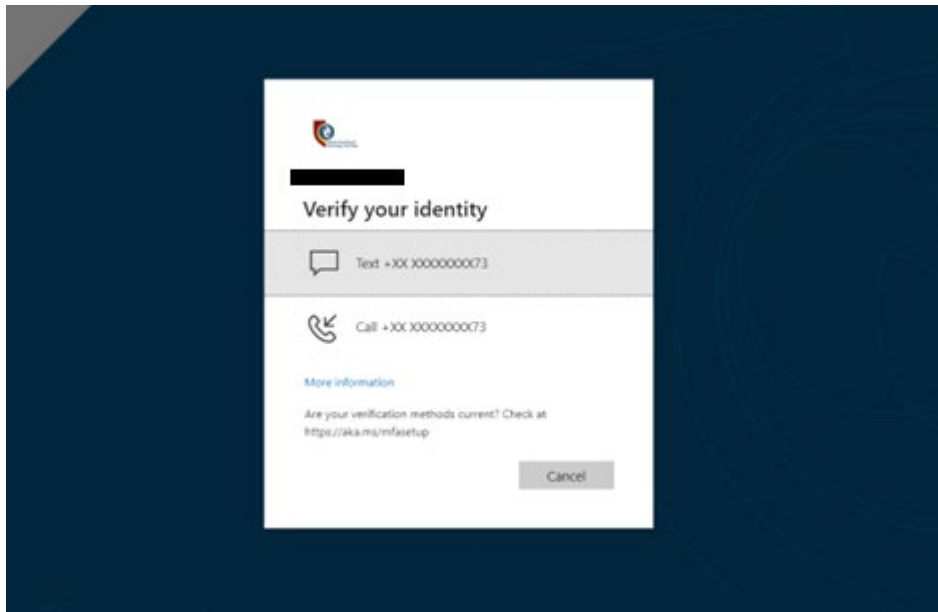 Verify your identity
Text +XX XXXXXXXXX73
Call +XX XXXXXXXXX73
More information
Are your verification methods current? Check at
https://aka.ms/mfasetup
Cancel